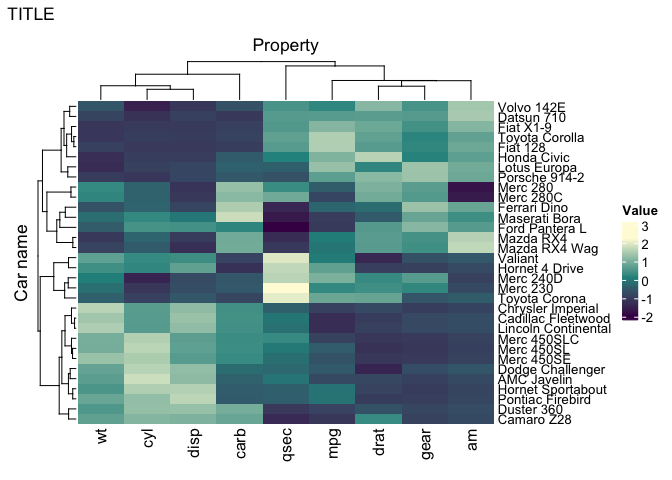 TITLE
Property
Car name
Volvo 142E
Datsun 710
Fiat X1-9
Toyota Corolla
Fiat 128
Honda Civic
Lotus Europa
Porsche 914-2
Merc 280
Merc 280C
Ferrari Dino
Maserati Bora
Ford Pantera L
Mazda RX4
Mazda RX4 Wag
Valiant
Hornet 4 Drive
Merc 240D
Merc 230
Toyota Corona
Chrysler Imperial
Cadillac Fleetwood
Lincoln Continental
Merc 450SLC
Merc 450SL
Merc 450SE
Dodge Challenger
AMC Javelin
Hornet Sportabout
Pontiac Firebird
Duster 360
Camaro Z28
wt
cyl
disp
carb
qsec
mpg
drat
gear
am
Value
3
2
1
0
-1
-2